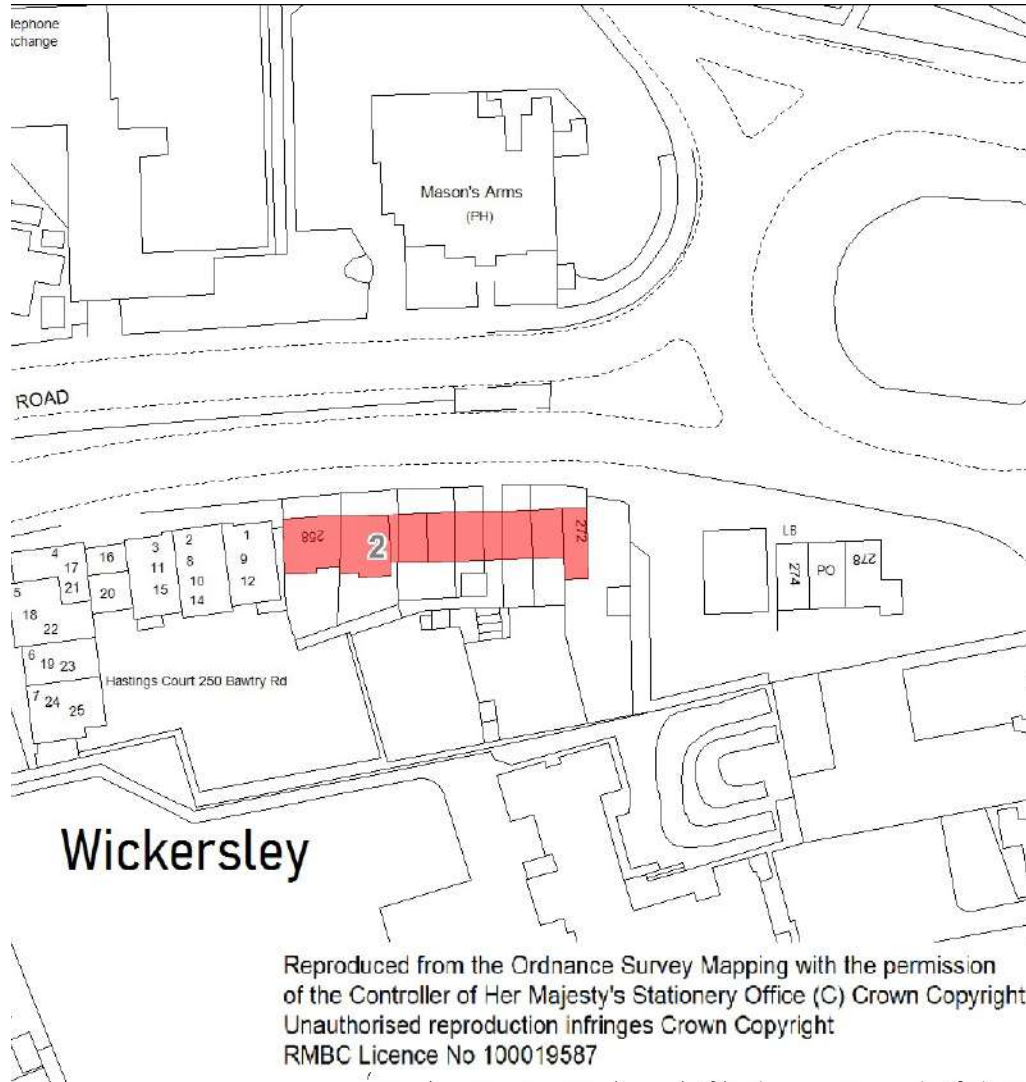 lephone
xchange
Mason's Arms
(PH)
ROAD
258
2
272
LB
274
PO
278
4
17
21
16
20
3
11
15
2
8
10
14
1
9
12
5
18
22
6
19 23
7
24
25
Hastings Court 250 Bawtry Rd
Wickersley
Reproduced from the Ordnance Survey Mapping with the permission
of the Controller of Her Majesty's Stationery Office (C) Crown Copyright
Unauthorised reproduction infringes Crown Copyright
RMBC Licence No 100019587